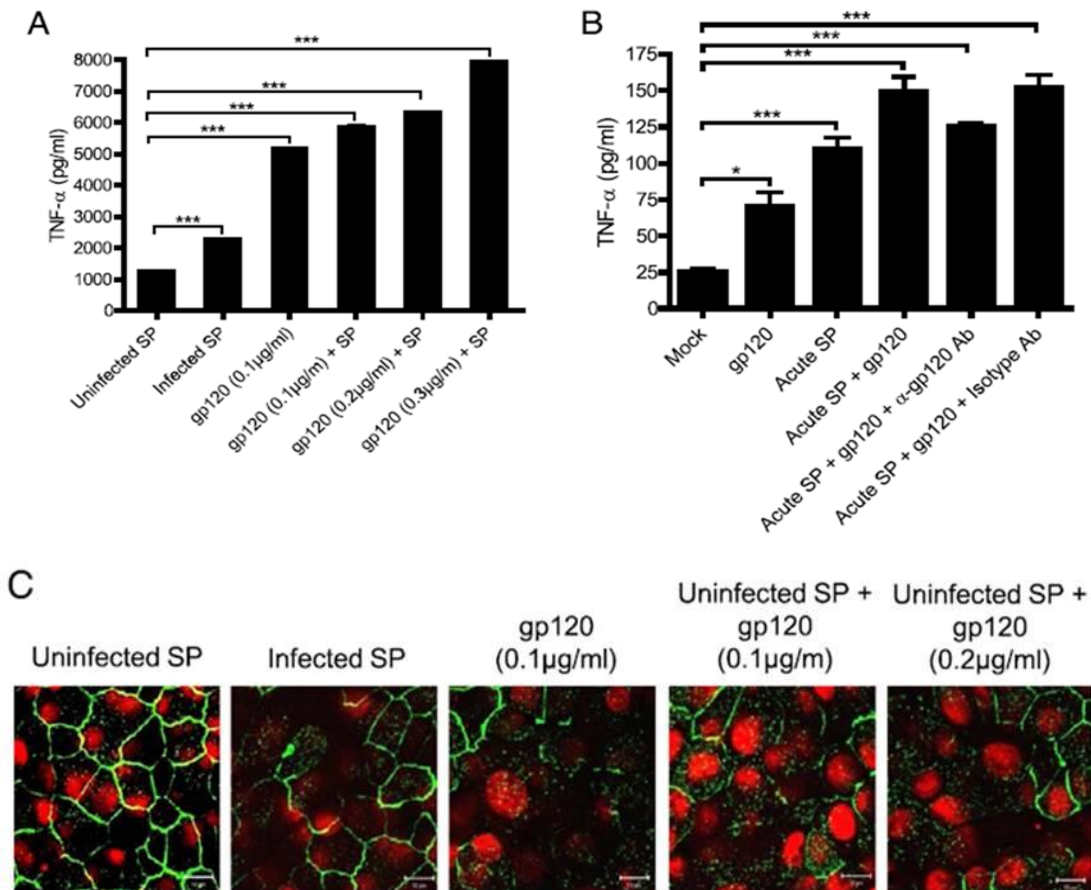 A
***
***
***
***
***
TNF-α (pg/ml)
8000
7000
6000
5000
4000
3000
2000
1000
0
Uninfected SP
Infected SP
gp120 (0.1µg/ml)
gp120 (0.1µg/m) + SP
gp120 (0.2µg/ml) + SP
gp120 (0.3µg/m) + SP
B
***
***
***
***
*
TNF-α (pg/ml)
175
150
125
100
75
50
25
0
Mock
gp120
Acute SP
Acute SP + gp120
Acute SP + gp120 + α-gp120 Ab
Acute SP + gp120 + Isotype Ab
C
Uninfected SP
Infected SP
gp120
(0.1µg/ml)
Uninfected SP +
gp120
(0.1µg/m)
Uninfected SP +
gp120
(0.2µg/ml)